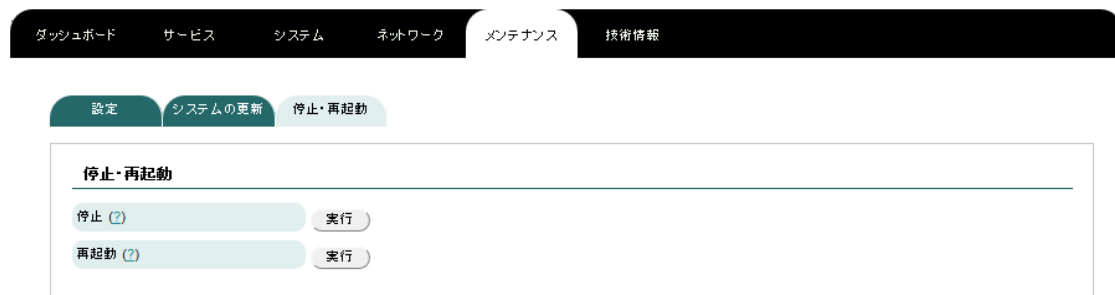 ダッシュボード サービス システム ネットワーク メンテナンス 技術情報
設定 システムの更新 停止・再起動
停止・再起動
停止 (?) 実行
再起動 (?) 実行